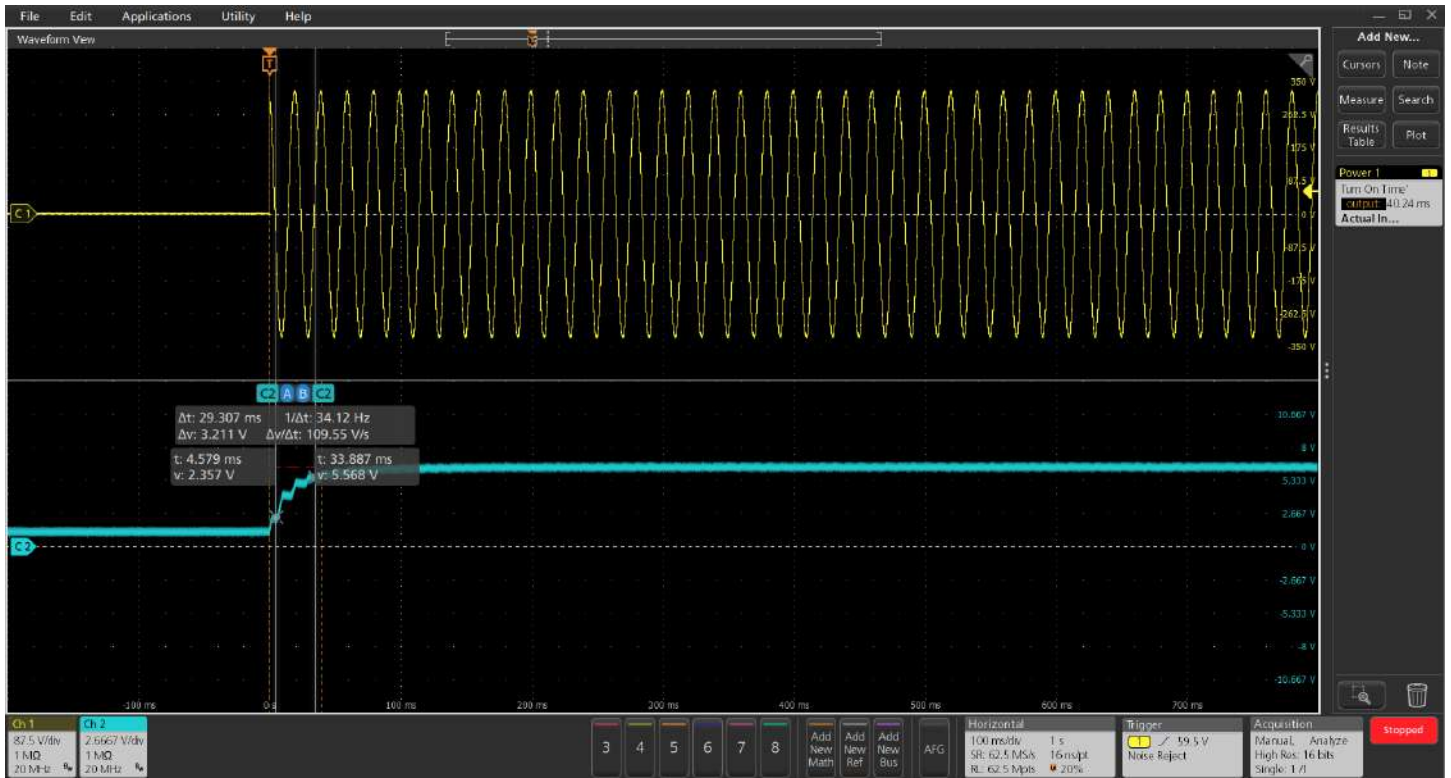 File Edit Applications Utility Help
Waveform View
T
350 V
262.5 V
175 V
87.5 V
C 1
0 V
-87.5 V
-175 V
-262.5 V
-350 V
C2 A B C2
Δt: 29.307 ms 1/Δt: 34.12 Hz
Δv: 3.211 V Δv/Δt: 109.55 V/s
t: 4.579 ms
v: 2.357 V
t: 33.887 ms
v: 5.568 V
10.667 V
8 V
5.333 V
2.667 V
C 2
0 V
-2.667 V
-5.333 V
-8 V
-10.667 V
-100 ms 0 s 100 ms 200 ms 300 ms 400 ms 500 ms 600 ms 700 ms
Add New...
Cursors Note
Measure Search
Results Table Plot
Power 1 1
Turn On Time'
output: 40.24 ms
Actual In...
Ch 1
87.5 V/div
1 MΩ
20 MHz
Ch 2
2.6667 V/div
1 MΩ
20 MHz
3 4 5 6 7 8
Add New Math
Add New Ref
Add New Bus
AFG
Horizontal
100 ms/div 1 s
SR: 62.5 MS/s 16 ns/pt
RL: 62.5 Mpts 20%
Trigger
1 59.5 V
Noise Reject
Acquisition
Manual, Analyze
High Res: 16 bits
Single: 1 /1
Stopped